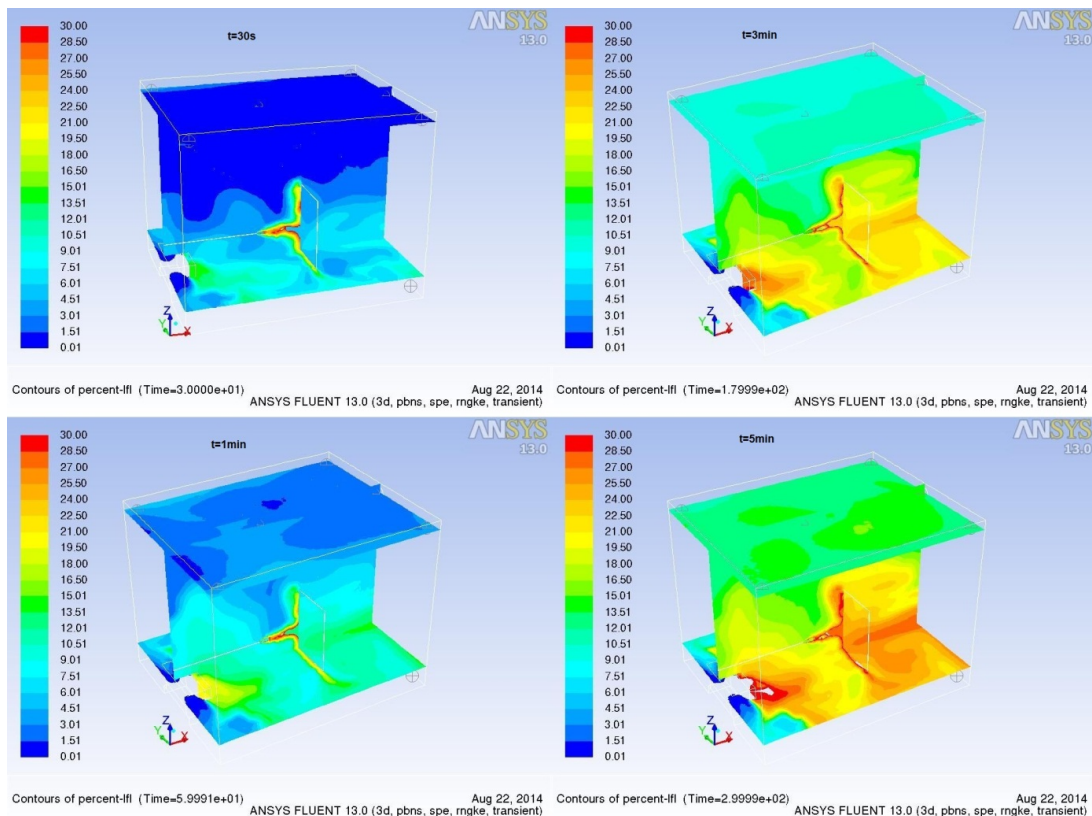 ANSYS
13.0
t=30s
30.00
28.50
27.00
25.50
24.00
22.50
21.00
19.50
18.00
16.50
15.01
13.51
12.01
10.51
9.01
7.51
6.01
4.51
3.01
1.51
0.01
Z
Y
X
Contours of percent-lfl (Time=3.0000e+01)
Aug 22, 2014
ANSYS FLUENT 13.0 (3d, pbns, spe, rngke, transient)
ANSYS
13.0
t=3min
30.00
28.50
27.00
25.50
24.00
22.50
21.00
19.50
18.00
16.50
15.01
13.51
12.01
10.51
9.01
7.51
6.01
4.51
3.01
1.51
0.01
Z
Y
X
Contours of percent-lfl (Time=1.7999e+02)
Aug 22, 2014
ANSYS FLUENT 13.0 (3d, pbns, spe, rngke, transient)
ANSYS
13.0
t=1min
30.00
28.50
27.00
25.50
24.00
22.50
21.00
19.50
18.00
16.50
15.01
13.51
12.01
10.51
9.01
7.51
6.01
4.51
3.01
1.51
0.01
Z
Y
X
Contours of percent-lfl (Time=5.9991e+01)
Aug 22, 2014
ANSYS FLUENT 13.0 (3d, pbns, spe, rngke, transient)
ANSYS
13.0
t=5min
30.00
28.50
27.00
25.50
24.00
22.50
21.00
19.50
18.00
16.50
15.01
13.51
12.01
10.51
9.01
7.51
6.01
4.51
3.01
1.51
0.01
Z
Y
X
Contours of percent-lfl (Time=2.9999e+02)
Aug 22, 2014
ANSYS FLUENT 13.0 (3d, pbns, spe, rngke, transient)